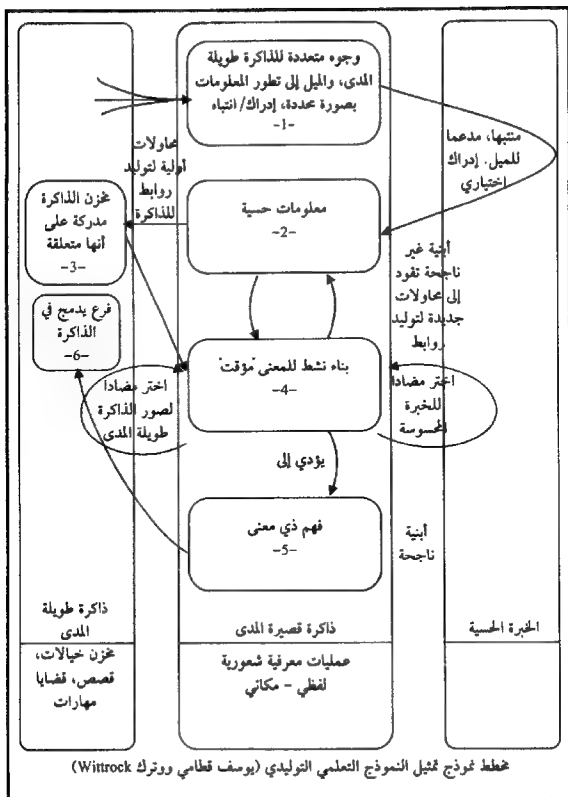 وجوه متعددة للذاكرة طويلة
المدى، والميل إلى تطور المعلومات
بصورة محددة، إدراك/ انتباه
-1-
منتبها، مدعما
للميل. إدراك
اختياري
محاولات
أولية لتوليد
روابط
للذاكرة
معلومات حسية
-2-
مخزن الذاكرة
مدركة على
أنها متعلقة
-3-
أبنية غير
ناجحة تقود
إلى محاولات
جديدة لتوليد
روابط
فرع يدمج في
الذاكرة
-6-
بناء نشط للمعنى "مؤقت"
-4-
اختر مضادا
للخبرة
المحسوسة
اختر مضاداً
لصور الذاكرة
طويلة المدى
يؤدي إلى
فهم ذي معنى
-5-
أبنية
ناجحة
الخبرة الحسية
ذاكرة قصيرة المدى
ذاكرة طويلة
المدى
عمليات معرفية شعورية
لفظي - مكاني
مخزن خيالات،
قصص، قضايا
مهارات
مخطط نموذج تمثيل النموذج التعلمي التوليدي (يوسف قطامي ووترك Wittrock)